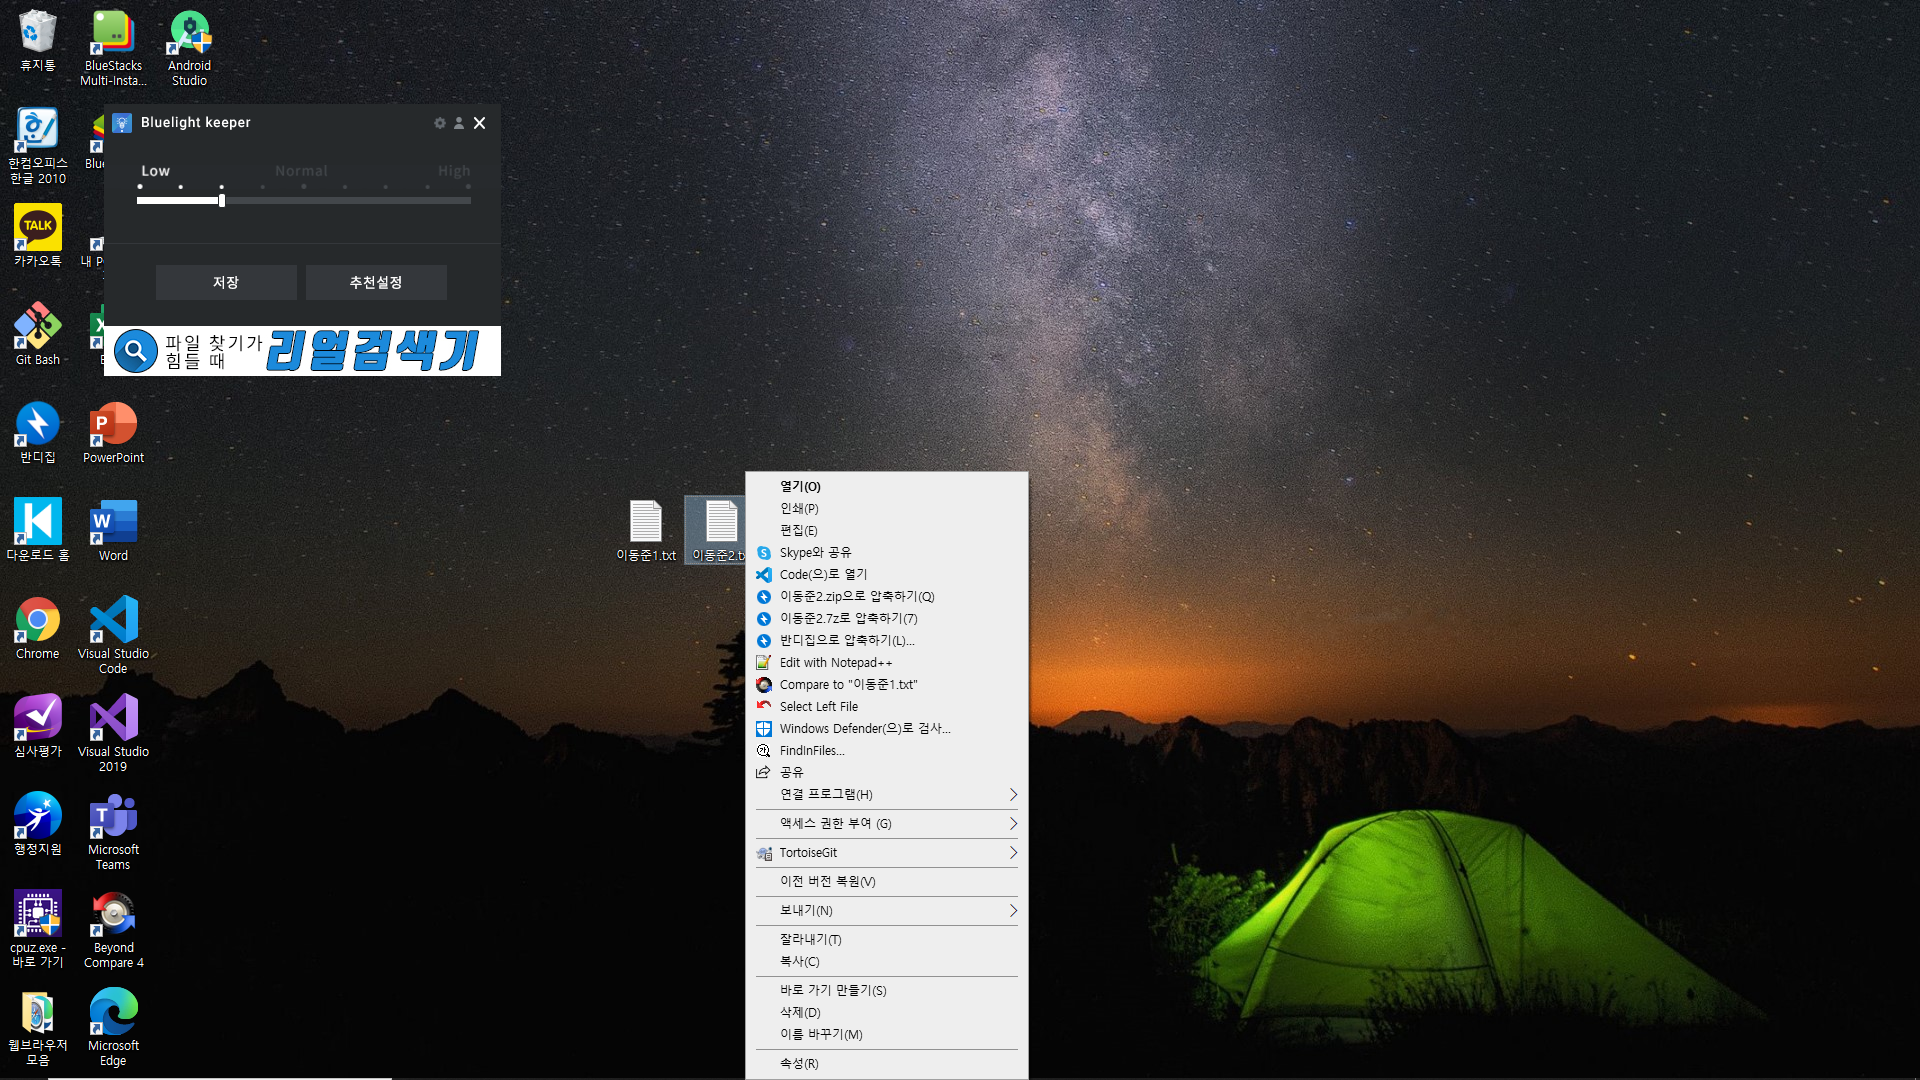 휴지통
BlueStacks
Multi-Insta...
Android
Studio
한컴오피스
한글 2010
Blue
Bluelight keeper
Low
Normal
High
저장
추천설정
파일 찾기가
힘들 때
리얼검색기
TALK
카카오톡
내 P
Git Bash
반디집
PowerPoint
다운로드 홈
Word
이동준1.txt
이동준2.tx
Chrome
Visual Studio
Code
심사평가
Visual Studio
2019
행정지원
Microsoft
Teams
cpuz.exe -
바로 가기
Beyond
Compare 4
웹브라우저
모음
Microsoft
Edge
열기(O)
인쇄(P)
편집(E)
Skype와 공유
Code(으)로 열기
이동준2.zip으로 압축하기(Q)
이동준2.7z로 압축하기(7)
반디집으로 압축하기(L)...
Edit with Notepad++
Compare to "이동준1.txt"
Select Left File
Windows Defender(으)로 검사...
FindInFiles...
공유
연결 프로그램(H)
액세스 권한 부여 (G)
TortoiseGit
이전 버전 복원(V)
보내기(N)
잘라내기(T)
복사(C)
바로 가기 만들기(S)
삭제(D)
이름 바꾸기(M)
속성(R)